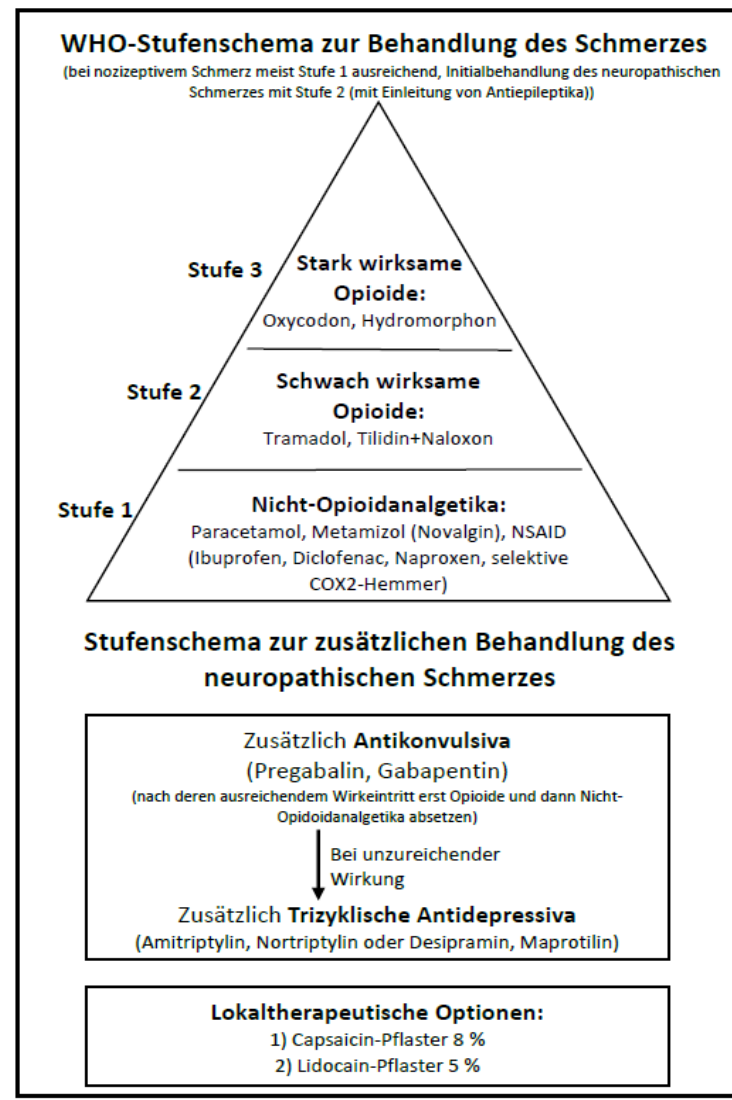 WHO-Stufenschema zur Behandlung des Schmerzes
(bei nozizeptivem Schmerz meist Stufe 1 ausreichend, Initialbehandlung des neuropathischen
Schmerzes mit Stufe 2 (mit Einleitung von Antiepileptika))
Stufe 3
Stark wirksame
Opioide:
Oxycodon, Hydromorphon
Stufe 2
Schwach wirksame
Opioide:
Tramadol, Tilidin+Naloxon
Stufe 1
Nicht-Opioidanalgetika:
Paracetamol, Metamizol (Novalgin), NSAID
(Ibuprofen, Diclofenac, Naproxen, selektive
COX2-Hemmer)
Stufenschema zur zusätzlichen Behandlung des
neuropathischen Schmerzes
Zusätzlich Antikonvulsiva
(Pregabalin, Gabapentin)
(nach deren ausreichendem Wirkeintritt erst Opioide und dann Nicht-
Opidoidanalgetika absetzen)
Bei unzureichender
Wirkung
Zusätzlich Trizyklische Antidepressiva
(Amitriptylin, Nortriptylin oder Desipramin, Maprotilin)
Lokaltherapeutische Optionen:
1) Capsaicin-Pflaster 8 %
2) Lidocain-Pflaster 5 %